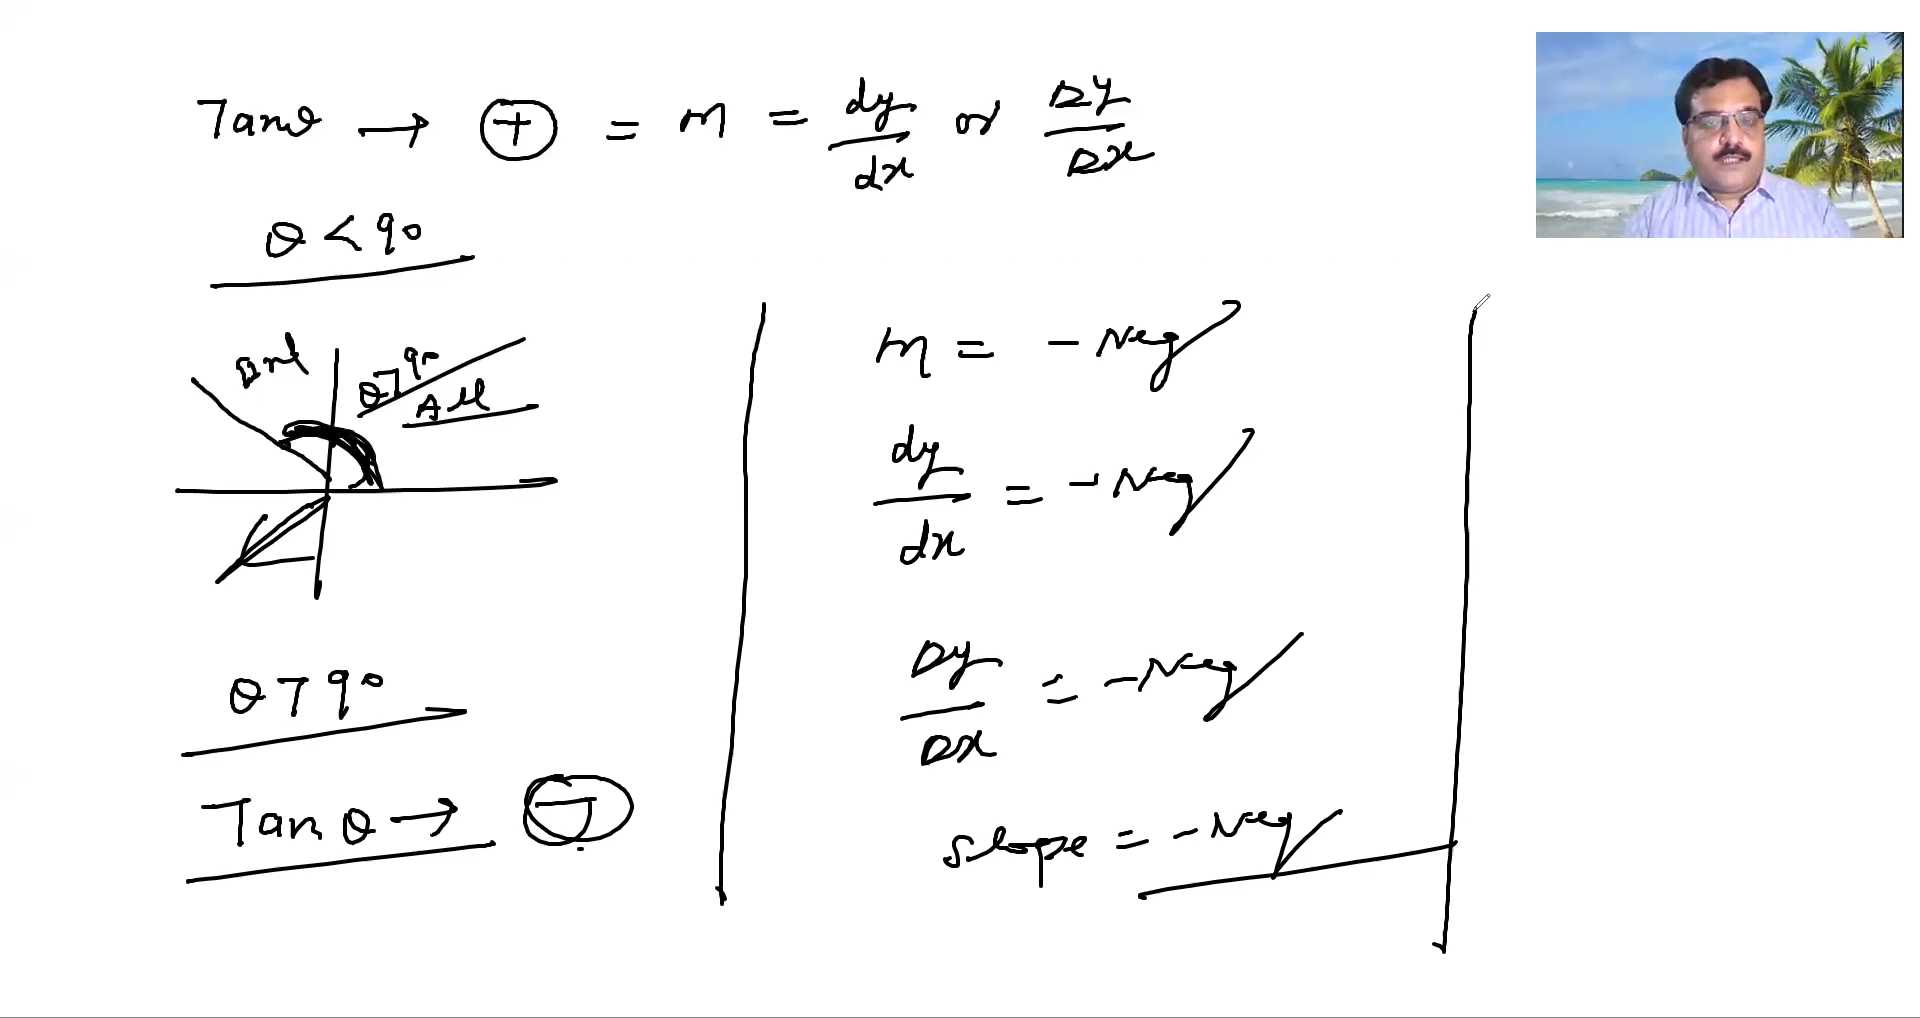 Tanθ → + = m = dy/dx or Δy/Δx
θ < 90
θ > 90
All
θ > 90
Tan θ → -
m = - Neg
dy/dx = - Neg
Δy/Δx = - Neg
slope = - Neg